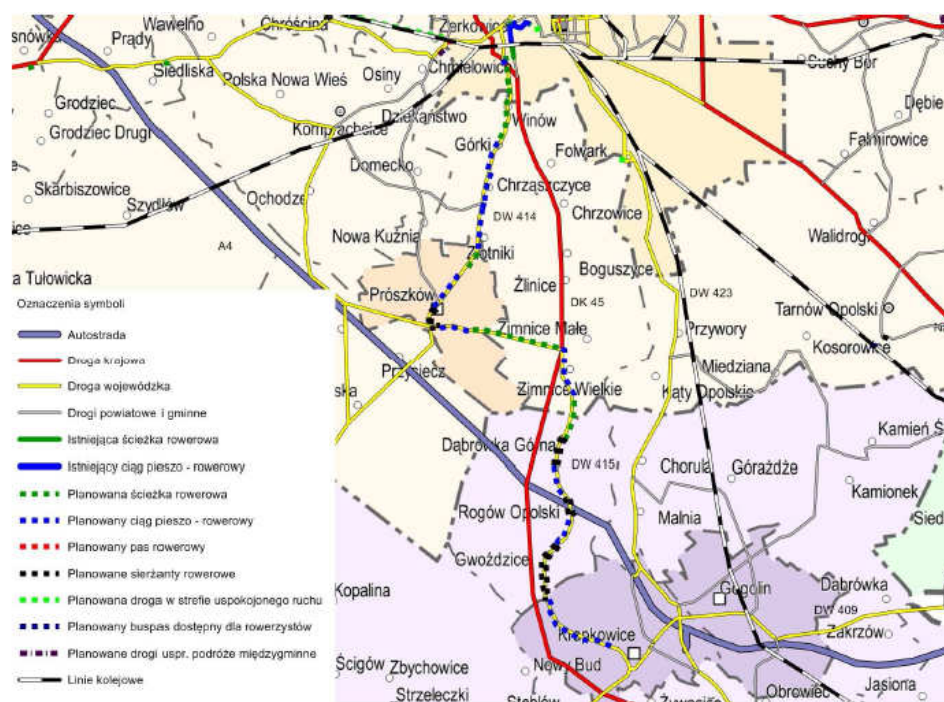 Wawelno
Chróścina
Żerkowice
Prądy
Siedliska
Polska Nowa Wieś
Osiny
Chmielowice
Suchy Bór
Grodziec
Grodziec Drugi
Komprachcice
Dziekaństwo
Winów
Górki
Folwark
Dębie
Falmirowice
Domecko
Skarbiszowice
Szydłów
Ochodze
Chrząszczyce
DW 414
Chrzowice
A4
Nowa Kuźnia
Złotniki
Walidrogi
a Tułowicka
Boguszyce
Prószków
Źlinice
DK 45
DW 423
Tarnów Opolski
Zimnice Małe
Przywory
Kosorowice
Przysiecz
Miedziana
ska
Zimnice Wielkie
Kąty Opolskie
Kamień Ś
Dąbrówka Górna
DW 415
Chorula
Górażdże
Kamionek
Rogów Opolski
Malnia
Sied
Gwoździce
Kopalina
Gogolin
Dąbrówka
DW 409
Krapkowice
Zakrzów
Ścigów
Zbychowice
Nowy Bud
Strzeleczki
Obrowiec
Jasiona
Oznaczenia symboli
Autostrada
Droga krajowa
Droga wojewódzka
Drogi powiatowe i gminne
Istniejąca ścieżka rowerowa
Istniejący ciąg pieszo - rowerowy
Planowana ścieżka rowerowa
Planowany ciąg pieszo - rowerowy
Planowany pas rowerowy
Planowane sierżanty rowerowe
Planowana droga w strefie uspokojonego ruchu
Planowany buspas dostępny dla rowerzystów
Planowane drogi uspr. podróże międzygminne
Linie kolejowe